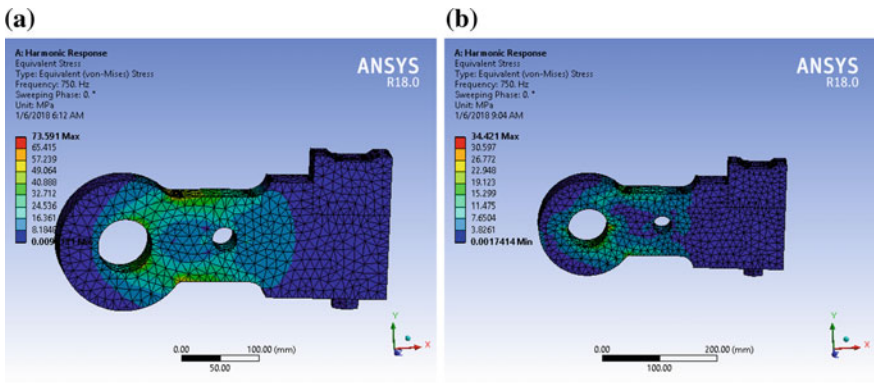 (a)
A: Harmonic Response
Equivalent Stress
Type: Equivalent (von-Mises) Stress
Frequency: 750. Hz
Sweeping Phase: 0. °
Unit: MPa
1/6/2018 6:12 AM
ANSYS
R18.0
73.591 Max
65.415
57.239
49.064
40.888
32.712
24.536
16.361
8.1848
0.00 100.00 (mm)
50.00
Y
X
(b)
A: Harmonic Response
Equivalent Stress
Type: Equivalent (von-Mises) Stress
Frequency: 750. Hz
Sweeping Phase: 0. °
Unit: MPa
1/6/2018 9:04 AM
ANSYS
R18.0
34.421 Max
30.597
26.772
22.948
19.123
15.299
11.475
7.6504
3.8261
0.0017414 Min
0.00 200.00 (mm)
100.00
Y
X